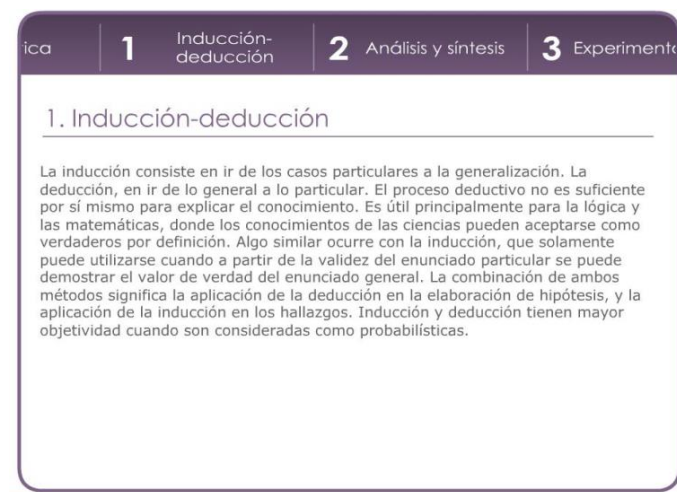 ica 1 Inducción-
deducción 2 Análisis y síntesis 3 Experimento
1. Inducción-deducción
La inducción consiste en ir de los casos particulares a la generalización. La
deducción, en ir de lo general a lo particular. El proceso deductivo no es suficiente
por sí mismo para explicar el conocimiento. Es útil principalmente para la lógica y
las matemáticas, donde los conocimientos de las ciencias pueden aceptarse como
verdaderos por definición. Algo similar ocurre con la inducción, que solamente
puede utilizarse cuando a partir de la validez del enunciado particular se puede
demostrar el valor de verdad del enunciado general. La combinación de ambos
métodos significa la aplicación de la deducción en la elaboración de hipótesis, y la
aplicación de la inducción en los hallazgos. Inducción y deducción tienen mayor
objetividad cuando son consideradas como probabilísticas.